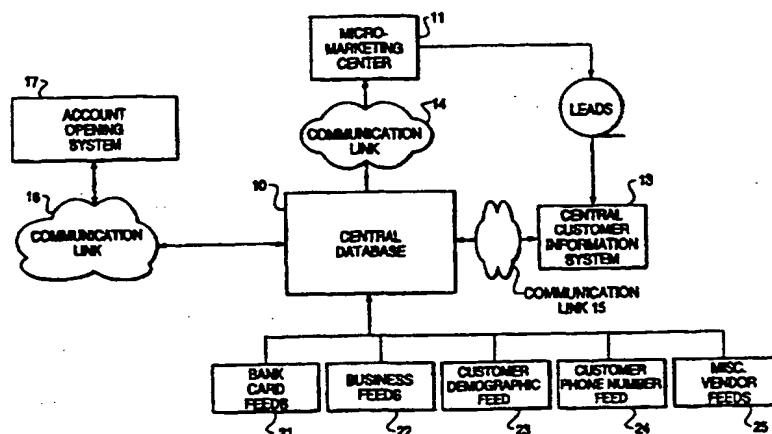 11
MICRO-
MARKETING
CENTER
17
ACCOUNT
OPENING
SYSTEM
14
COMMUNICATION
LINK
LEADS
16
COMMUNICATION
LINK
10
CENTRAL
DATABASE
13
CENTRAL
CUSTOMER
INFORMATION
SYSTEM
COMMUNICATION
LINK 15
BANK
CARD
FEEDS
BUSINESS
FEEDS
CUSTOMER
DEMOGRAPHIC
FEED
CUSTOMER
PHONE NUMBER
FEED
MISC.
VENDOR
FEEDS
21
22
23
24
25